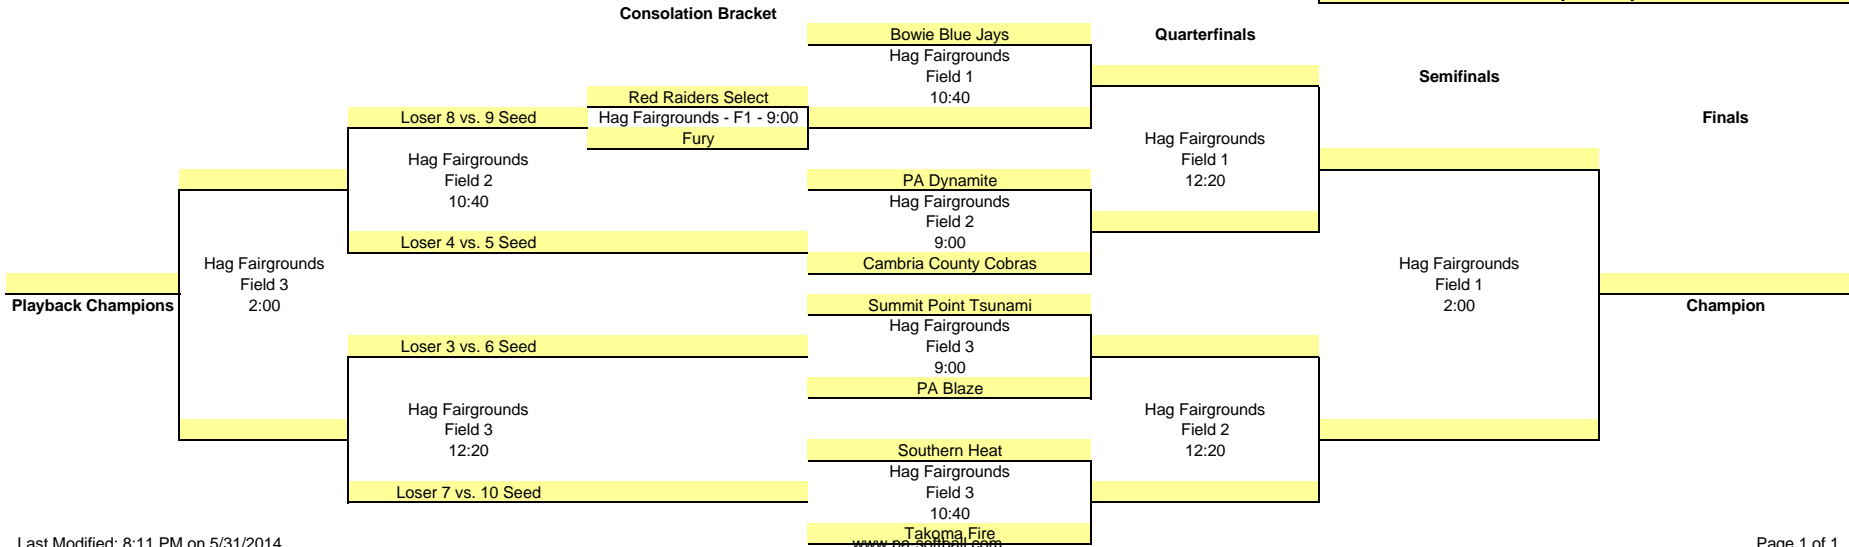 Consolation Bracket
Bowie Blue Jays
Quarterfinals
Hag Fairgrounds
Field 1
10:40
Semifinals
Red Raiders Select
Loser 8 vs. 9 Seed
Hag Fairgrounds - F1 - 9:00
Finals
Fury
Hag Fairgrounds
Field 1
12:20
Hag Fairgrounds
Field 2
10:40
PA Dynamite
Hag Fairgrounds
Field 2
9:00
Loser 4 vs. 5 Seed
Cambria County Cobras
Hag Fairgrounds
Field 3
2:00
Hag Fairgrounds
Field 1
2:00
Playback Champions
Summit Point Tsunami
Champion
Hag Fairgrounds
Field 3
9:00
Loser 3 vs. 6 Seed
PA Blaze
Hag Fairgrounds
Field 3
12:20
Hag Fairgrounds
Field 2
12:20
Southern Heat
Hag Fairgrounds
Field 3
10:40
Loser 7 vs. 10 Seed
Takoma Fire
Last Modified: 8:11 PM on 5/31/2014
www.pa-softball.com
Page 1 of 1